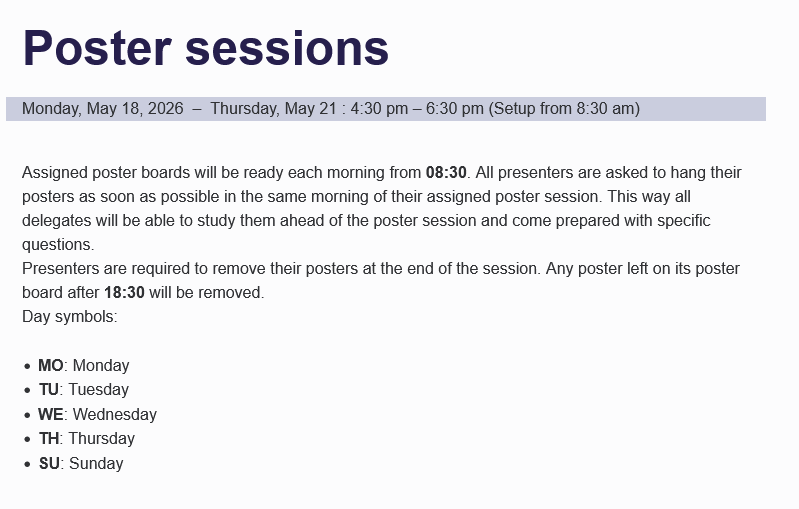 Poster sessions
Monday, May 18, 2026 – Thursday, May 21 : 4:30 pm – 6:30 pm (Setup from 8:30 am)
Assigned poster boards will be ready each morning from 08:30. All presenters are asked to hang their
posters as soon as possible in the same morning of their assigned poster session. This way all
delegates will be able to study them ahead of the poster session and come prepared with specific
questions.
Presenters are required to remove their posters at the end of the session. Any poster left on its poster
board after 18:30 will be removed.
Day symbols:
• MO: Monday
• TU: Tuesday
• WE: Wednesday
• TH: Thursday
• SU: Sunday